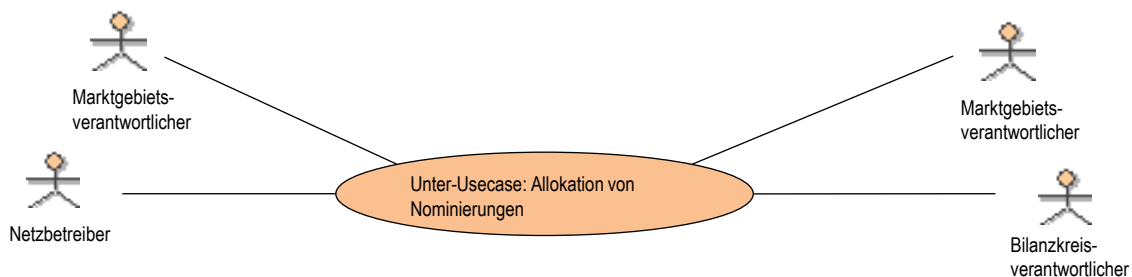 Marktgebiets-
verantwortlicher
Marktgebiets-
verantwortlicher
Unter-Usecase: Allokation von
Nominierungen
Netzbetreiber
Bilanzkreis-
verantwortlicher